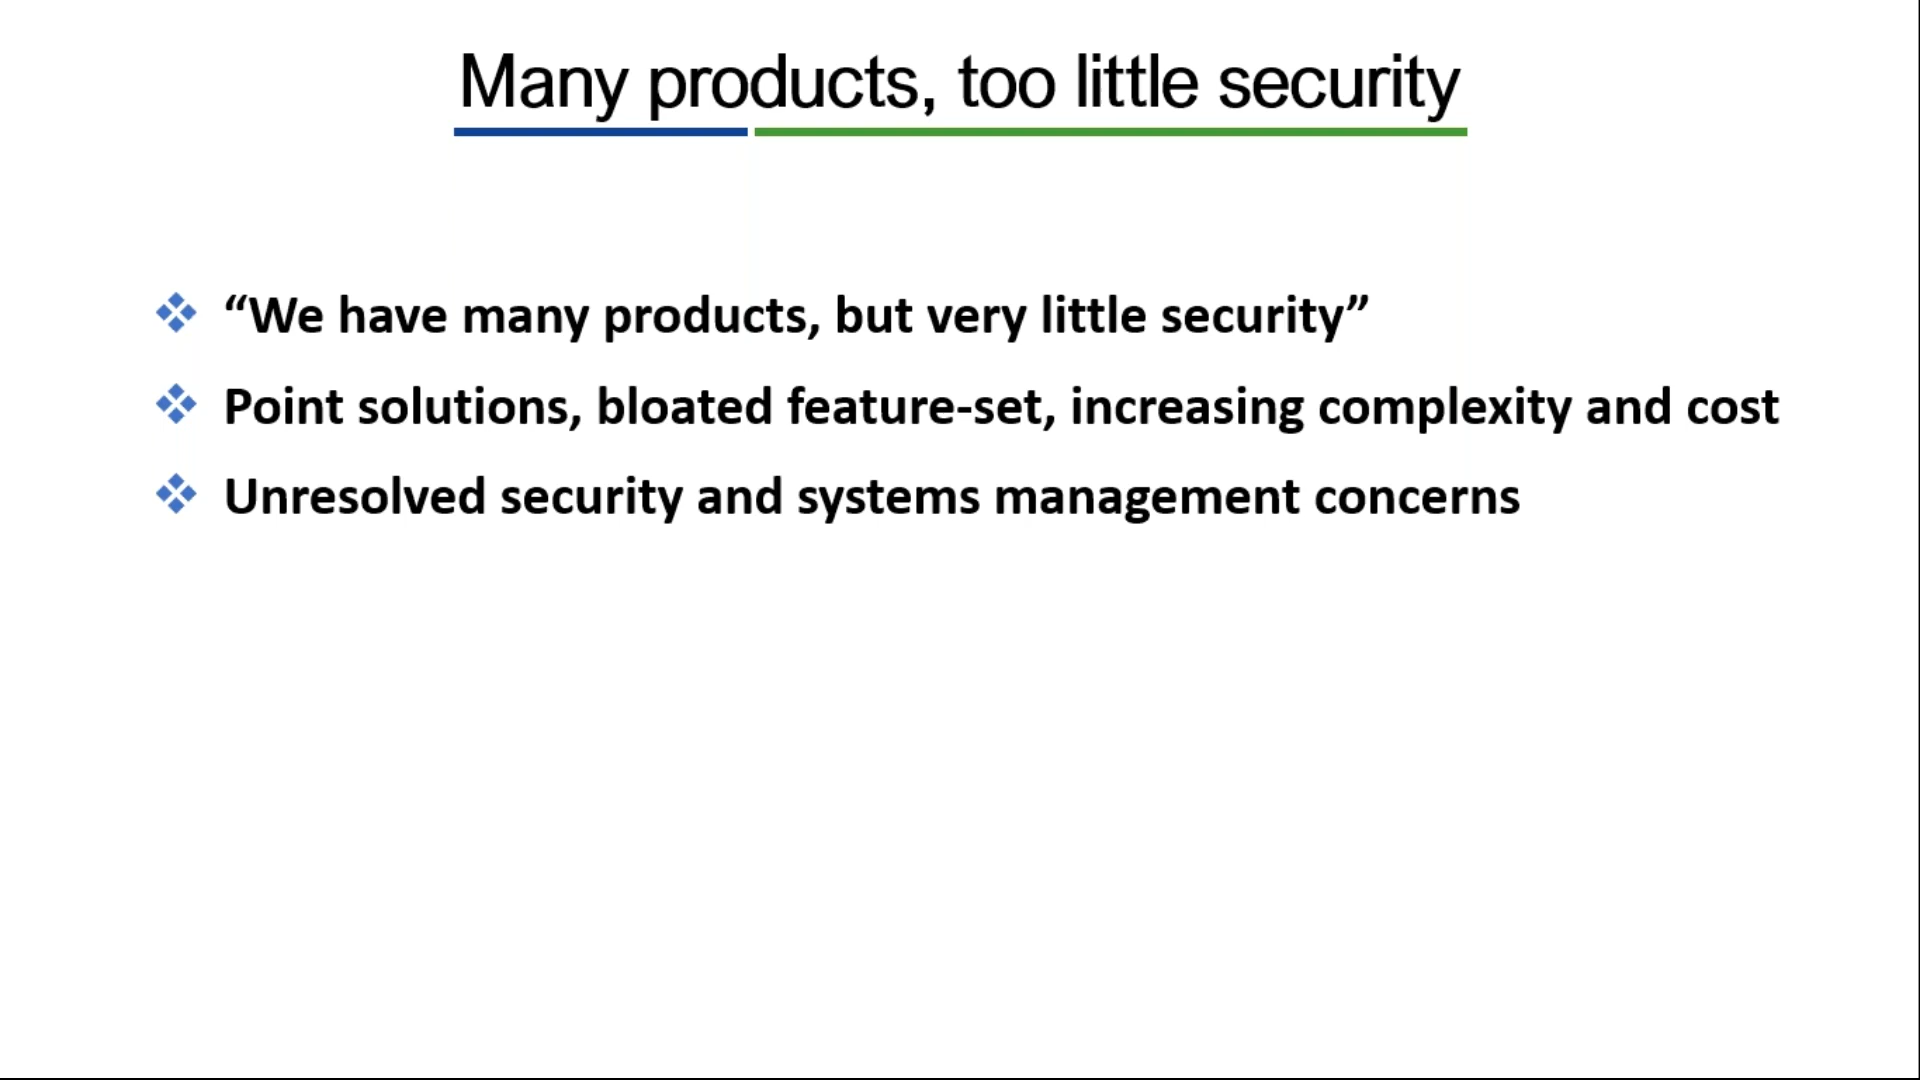 Many products, too little security
“We have many products, but very little security”
Point solutions, bloated feature-set, increasing complexity and cost
Unresolved security and systems management concerns